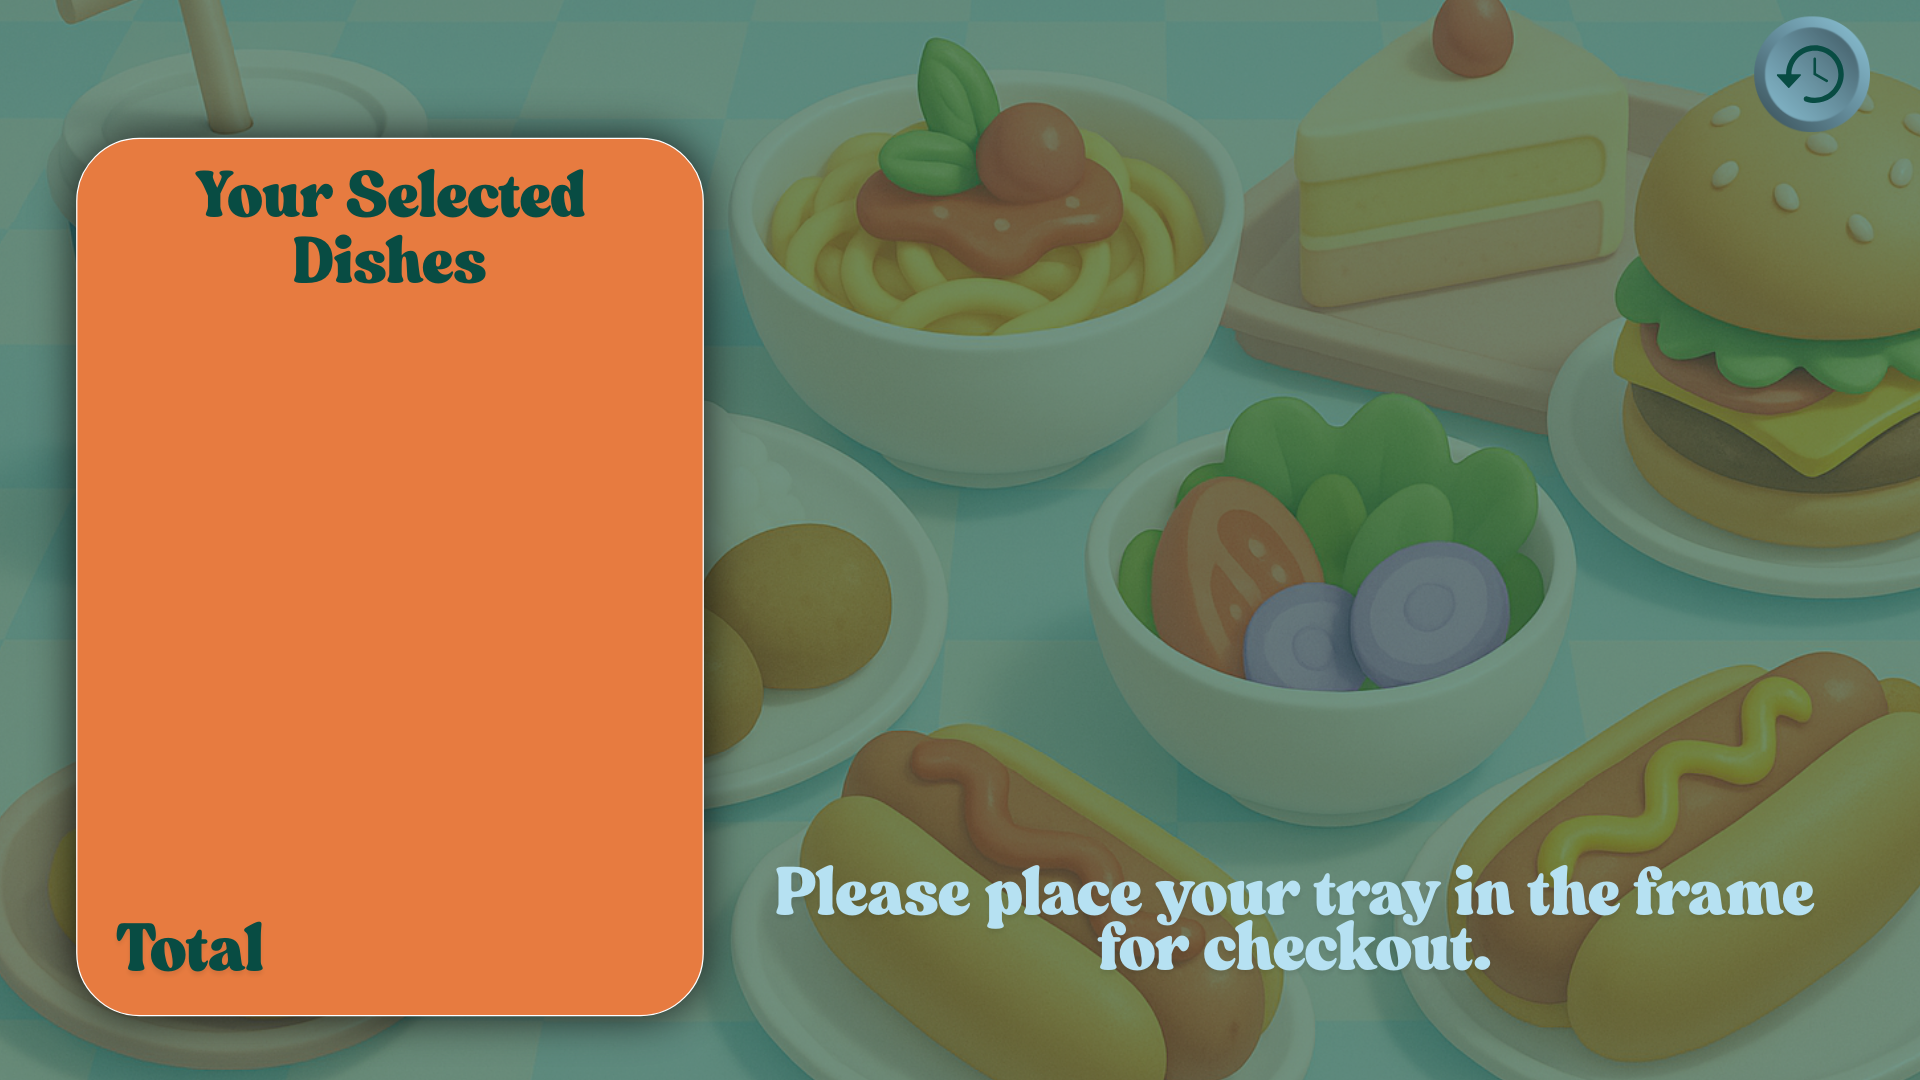 Your Selected
Dishes
Total
Please place your tray in the frame
for checkout.